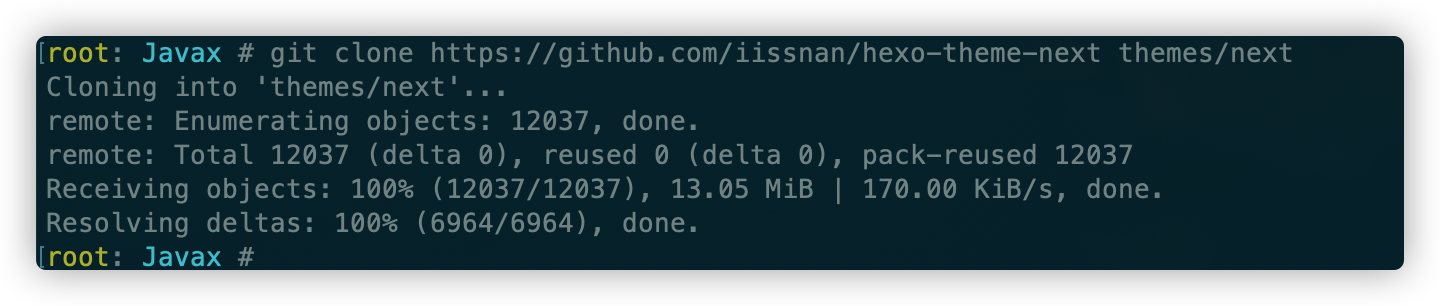 [root: Javax # git clone https://github.com/iissnan/hexo-theme-next themes/next
Cloning into 'themes/next'...
remote: Enumerating objects: 12037, done.
remote: Total 12037 (delta 0), reused 0 (delta 0), pack-reused 12037
Receiving objects: 100% (12037/12037), 13.05 MiB | 170.00 KiB/s, done.
Resolving deltas: 100% (6964/6964), done.
[root: Javax #